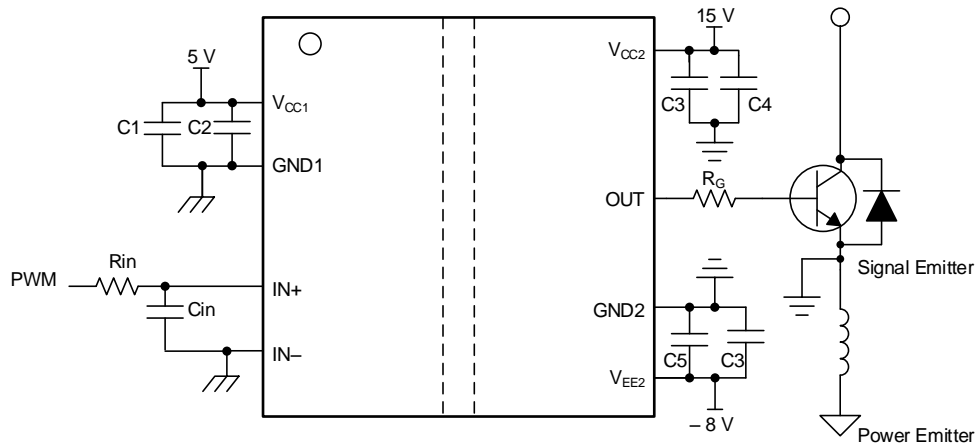 5 V
C1
C2
VCC1
GND1
PWM
Rin
Cin
IN+
IN–
15 V
VCC2
C3
C4
RG
OUT
Signal Emitter
GND2
C5
C3
VEE2
– 8 V
Power Emitter